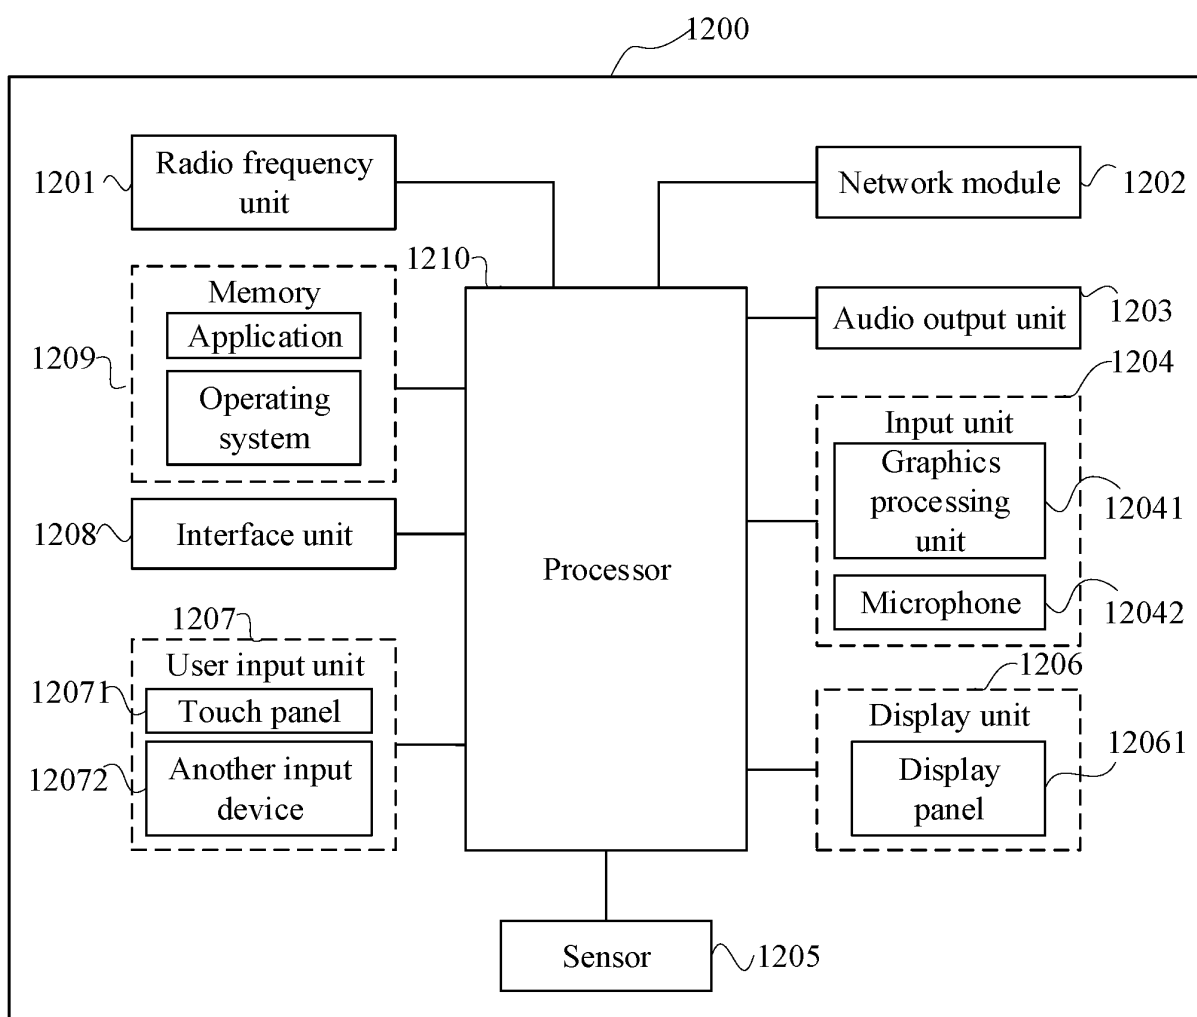 1200
1201
Radio frequency
unit
Network module
1202
1210
Memory
Application
Operating
system
1209
Audio output unit
1203
1204
Input unit
Graphics
processing
unit
12041
Microphone
12042
1208
Interface unit
Processor
1207
User input unit
12071
Touch panel
12072
Another input
device
1206
Display unit
Display
panel
12061
Sensor
1205